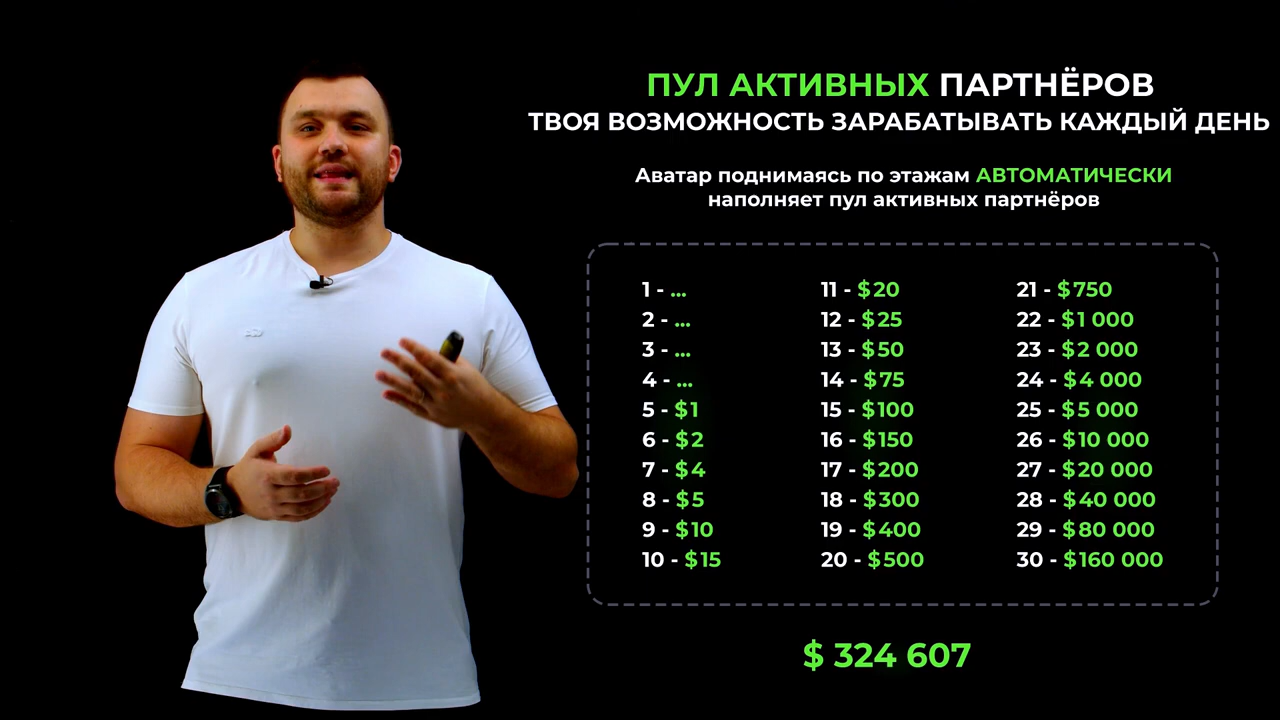 ПУЛ АКТИВНЫХ ПАРТНЁРОВ
ТВОЯ ВОЗМОЖНОСТЬ ЗАРАБАТЫВАТЬ КАЖДЫЙ ДЕНЬ
Аватар поднимаясь по этажам АВТОМАТИЧЕСКИ
наполняет пул активных партнёров
1 - ...
2 - ...
3 - ...
4 - ...
5 - $1
6 - $2
7 - $4
8 - $5
9 - $10
10 - $15
11 - $20
12 - $25
13 - $50
14 - $75
15 - $100
16 - $150
17 - $200
18 - $300
19 - $400
20 - $500
21 - $750
22 - $1 000
23 - $2 000
24 - $4 000
25 - $5 000
26 - $10 000
27 - $20 000
28 - $40 000
29 - $80 000
30 - $160 000
$ 324 607